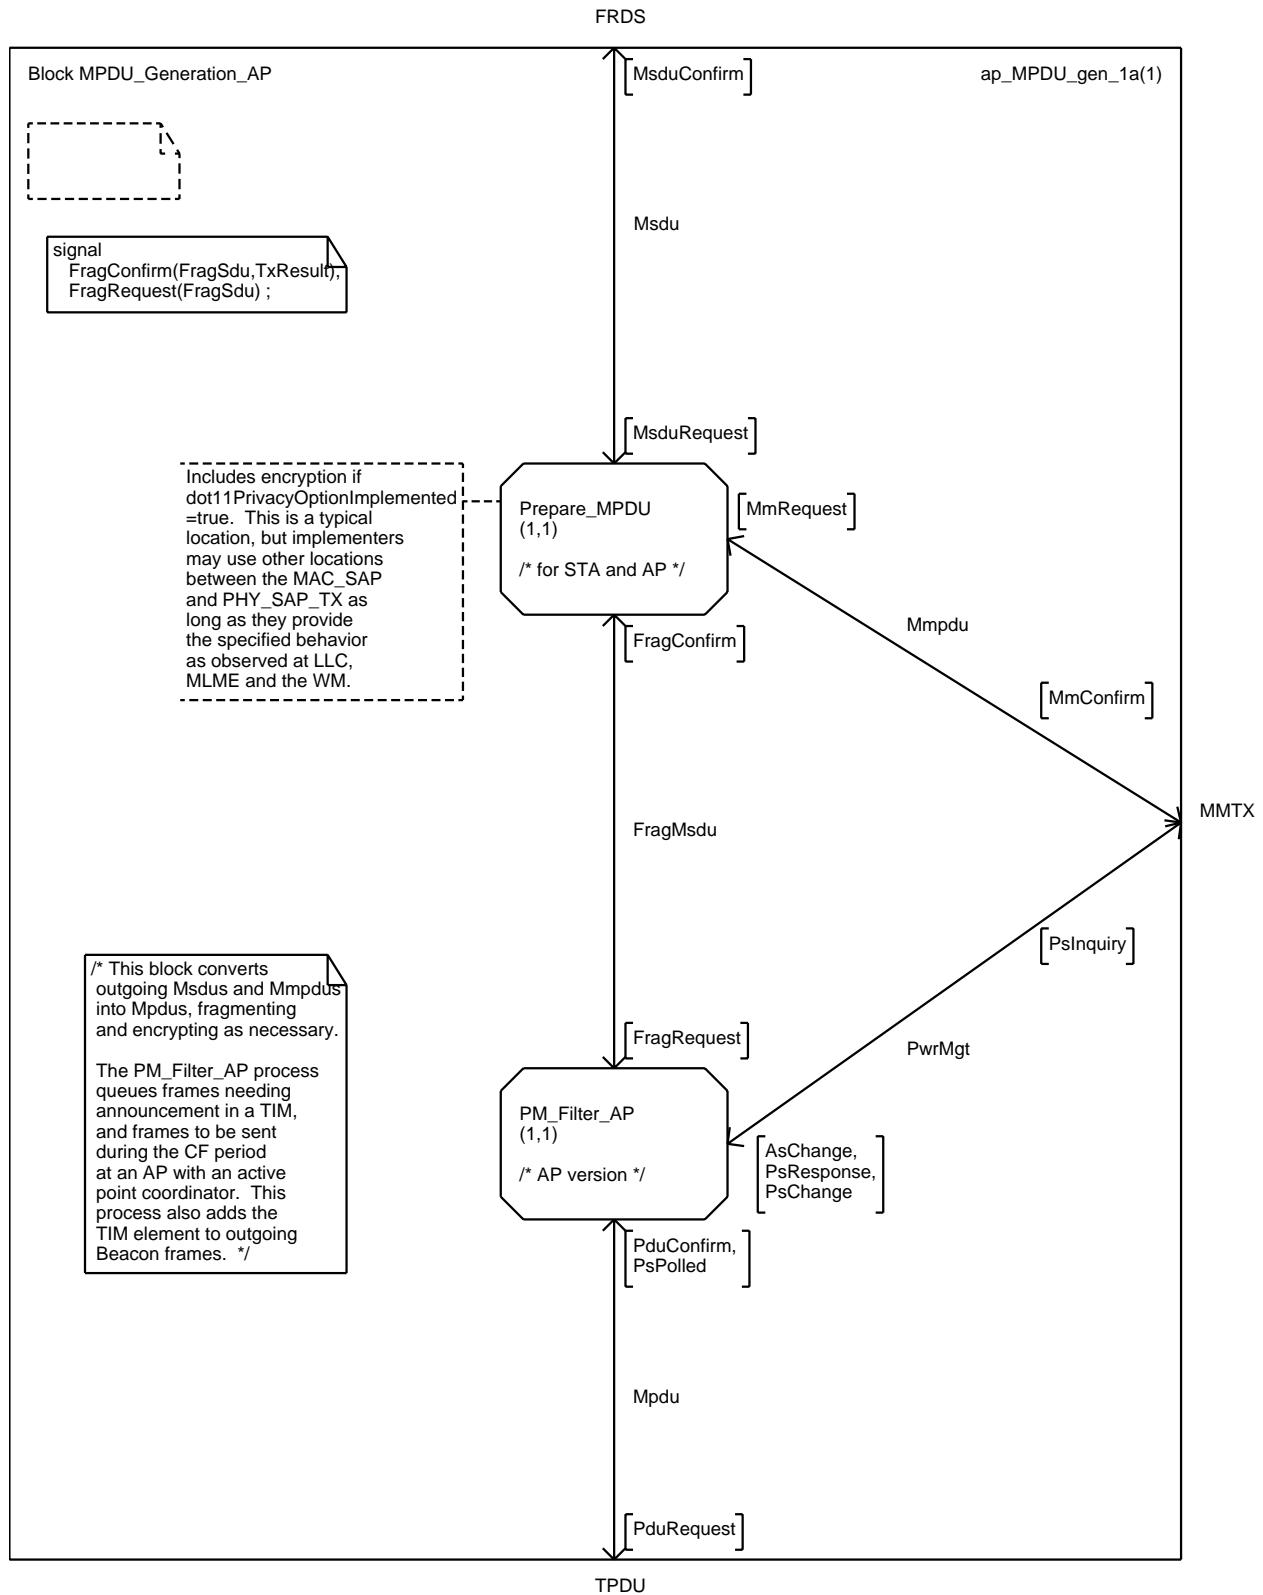 FRDS
Block MPDU_Generation_AP
ap_MPDU_gen_1a(1)
MsduConfirm
Msdu
signal
FragConfirm(FragSdu,TxResult),
FragRequest(FragSdu) ;
MsduRequest
Includes encryption if
dot11PrivacyOptionImplemented
=true.  This is a typical
location, but implementers
may use other locations
between the MAC_SAP
and PHY_SAP_TX as
long as they provide
the specified behavior
as observed at LLC,
MLME and the WM.
Prepare_MPDU
(1,1)
/* for STA and AP */
MmRequest
Mmpdu
FragConfirm
MmConfirm
MMTX
FragMsdu
PsInquiry
/* This block converts
outgoing Msdus and Mmpdus
into Mpdus, fragmenting
and encrypting as necessary.
The PM_Filter_AP process
queues frames needing
announcement in a TIM,
and frames to be sent
during the CF period
at an AP with an active
point coordinator.  This
process also adds the
TIM element to outgoing
Beacon frames.  */
FragRequest
PwrMgt
PM_Filter_AP
(1,1)
/* AP version */
AsChange,
PsResponse,
PsChange
PduConfirm,
PsPolled
Mpdu
PduRequest
TPDU